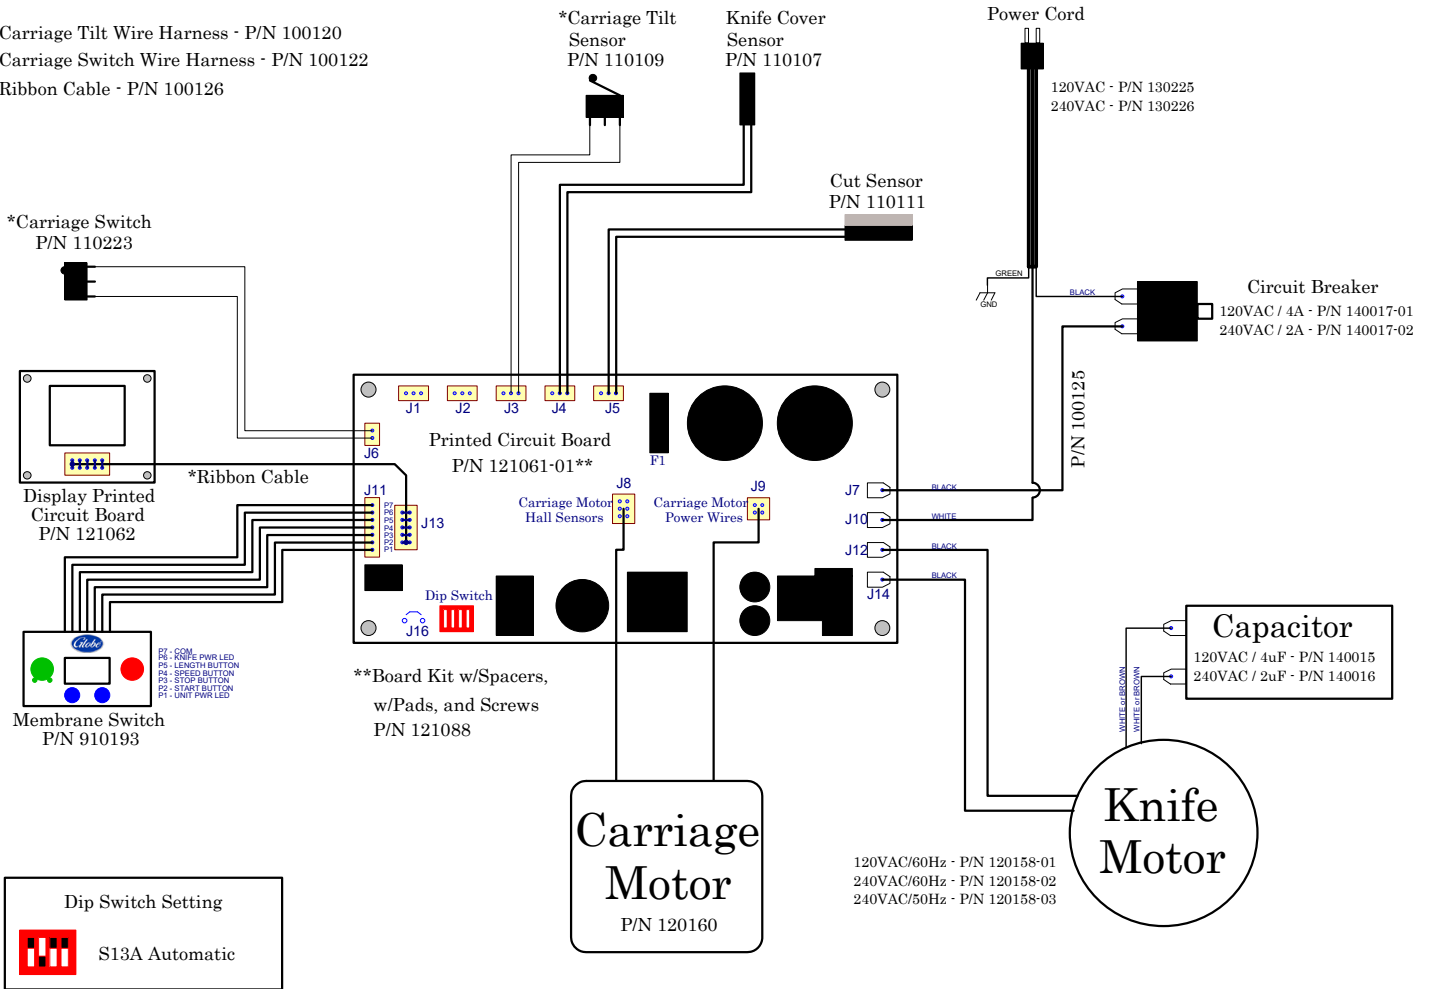 Carriage Tilt Wire Harness - P/N 100120
Carriage Switch Wire Harness - P/N 100122
Ribbon Cable - P/N 100126
*Carriage Tilt
Sensor
P/N 110109
Knife Cover
Sensor
P/N 110107
Power Cord
120VAC - P/N 130225
240VAC - P/N 130226
Cut Sensor
P/N 110111
*Carriage Switch
P/N 110223
GREEN
GND
BLACK
Circuit Breaker
120VAC / 4A - P/N 140017-01
240VAC / 2A - P/N 140017-02
P/N 100125
J1
J2
J3
J4
J5
J6
Printed Circuit Board
P/N 121061-01**
F1
*Ribbon Cable
Display Printed
Circuit Board
P/N 121062
J11
P7
P6
P5
P4
P3
P2
P1
J13
J8
Carriage Motor
Hall Sensors
J9
Carriage Motor
Power Wires
J7
BLACK
J10
WHITE
J12
BLACK
J14
BLACK
Dip Switch
J16
Globe
P7 - COM
P6 - KNIFE PWR LED
P5 - LENGTH BUTTON
P4 - SPEED BUTTON
P3 - STOP BUTTON
P2 - START BUTTON
P1 - UNIT PWR LED
Membrane Switch
P/N 910193
**Board Kit w/Spacers,
w/Pads, and Screws
P/N 121088
Capacitor
120VAC / 4uF - P/N 140015
240VAC / 2uF - P/N 140016
WHITE or BROWN
WHITE or BROWN
Carriage
Motor
P/N 120160
Knife
Motor
120VAC/60Hz - P/N 120158-01
240VAC/60Hz - P/N 120158-02
240VAC/50Hz - P/N 120158-03
Dip Switch Setting
S13A Automatic